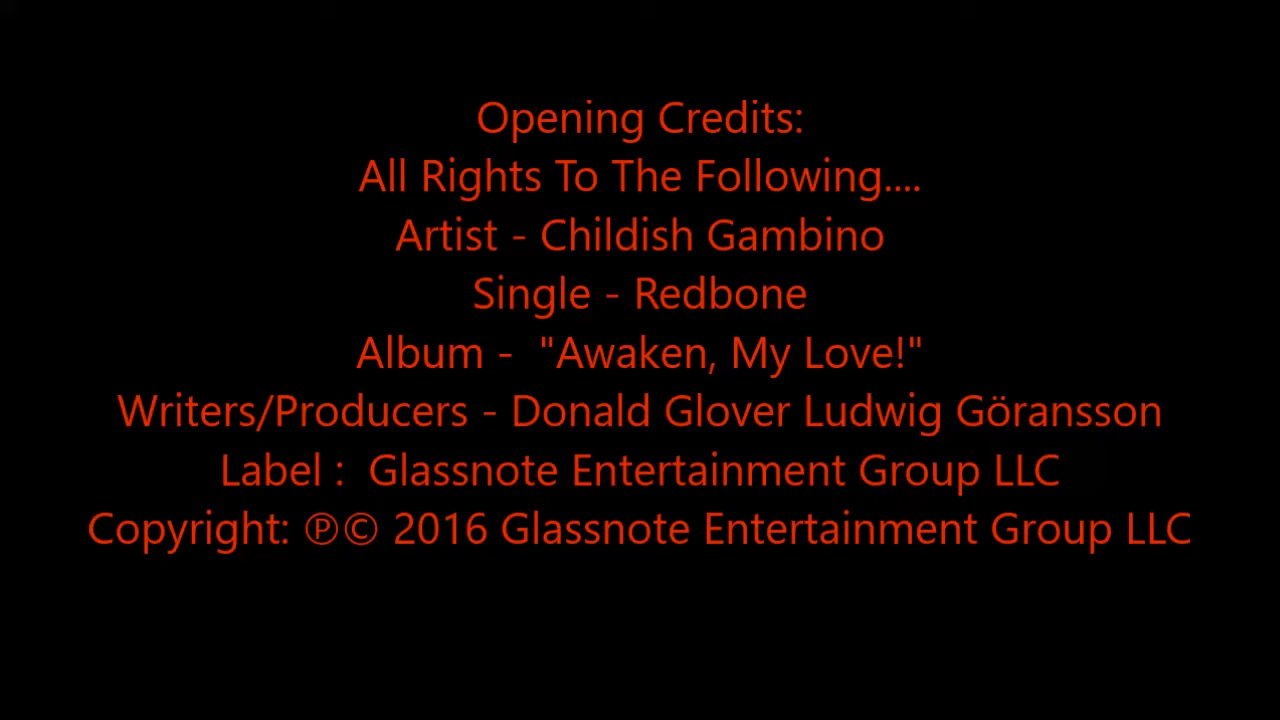 Opening Credits:
All Rights To The Following....
Artist - Childish Gambino
Single - Redbone
Album -  "Awaken, My Love!"
Writers/Producers - Donald Glover Ludwig Göransson
Label :  Glassnote Entertainment Group LLC
Copyright: ℗© 2016 Glassnote Entertainment Group LLC